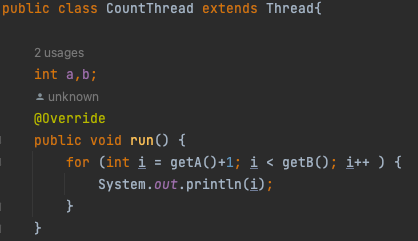 public class CountThread extends Thread{
2 usages
int a,b;
unknown
@Override
public void run() {
for (int i = getA()+1; i < getB(); i++ ) {
System.out.println(i);
}
}